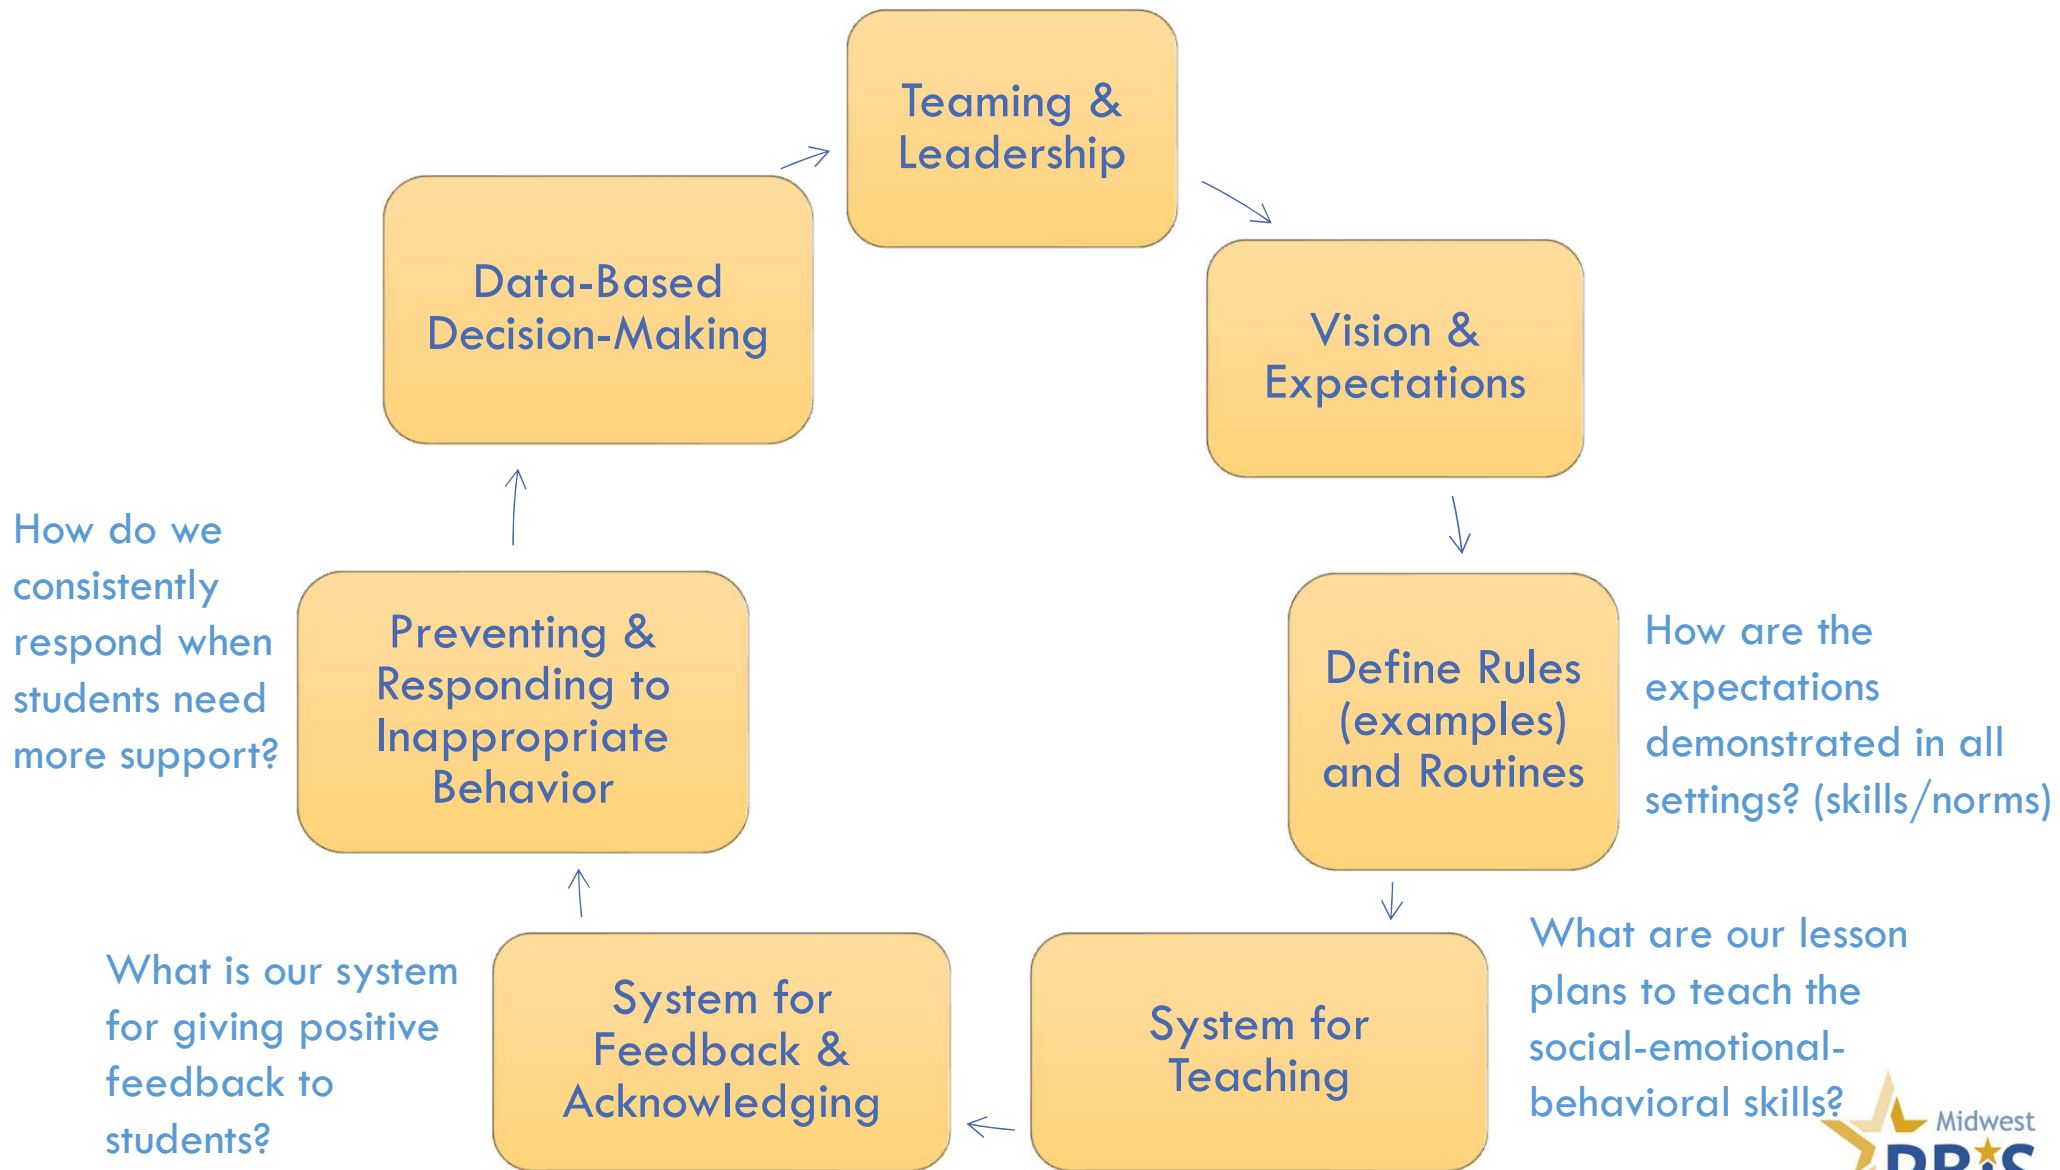 Teaming &
Leadership
Vision &
Expectations
Define Rules
(examples)
and Routines
How are the
expectations
demonstrated in all
settings? (skills/norms)
System for
Teaching
What are our lesson
plans to teach the
social-emotional-
behavioral skills?
System for
Feedback &
Acknowledging
What is our system
for giving positive
feedback to
students?
Preventing &
Responding to
Inappropriate
Behavior
How do we
consistently
respond when
students need
more support?
Data-Based
Decision-Making
Midwest
PBIS